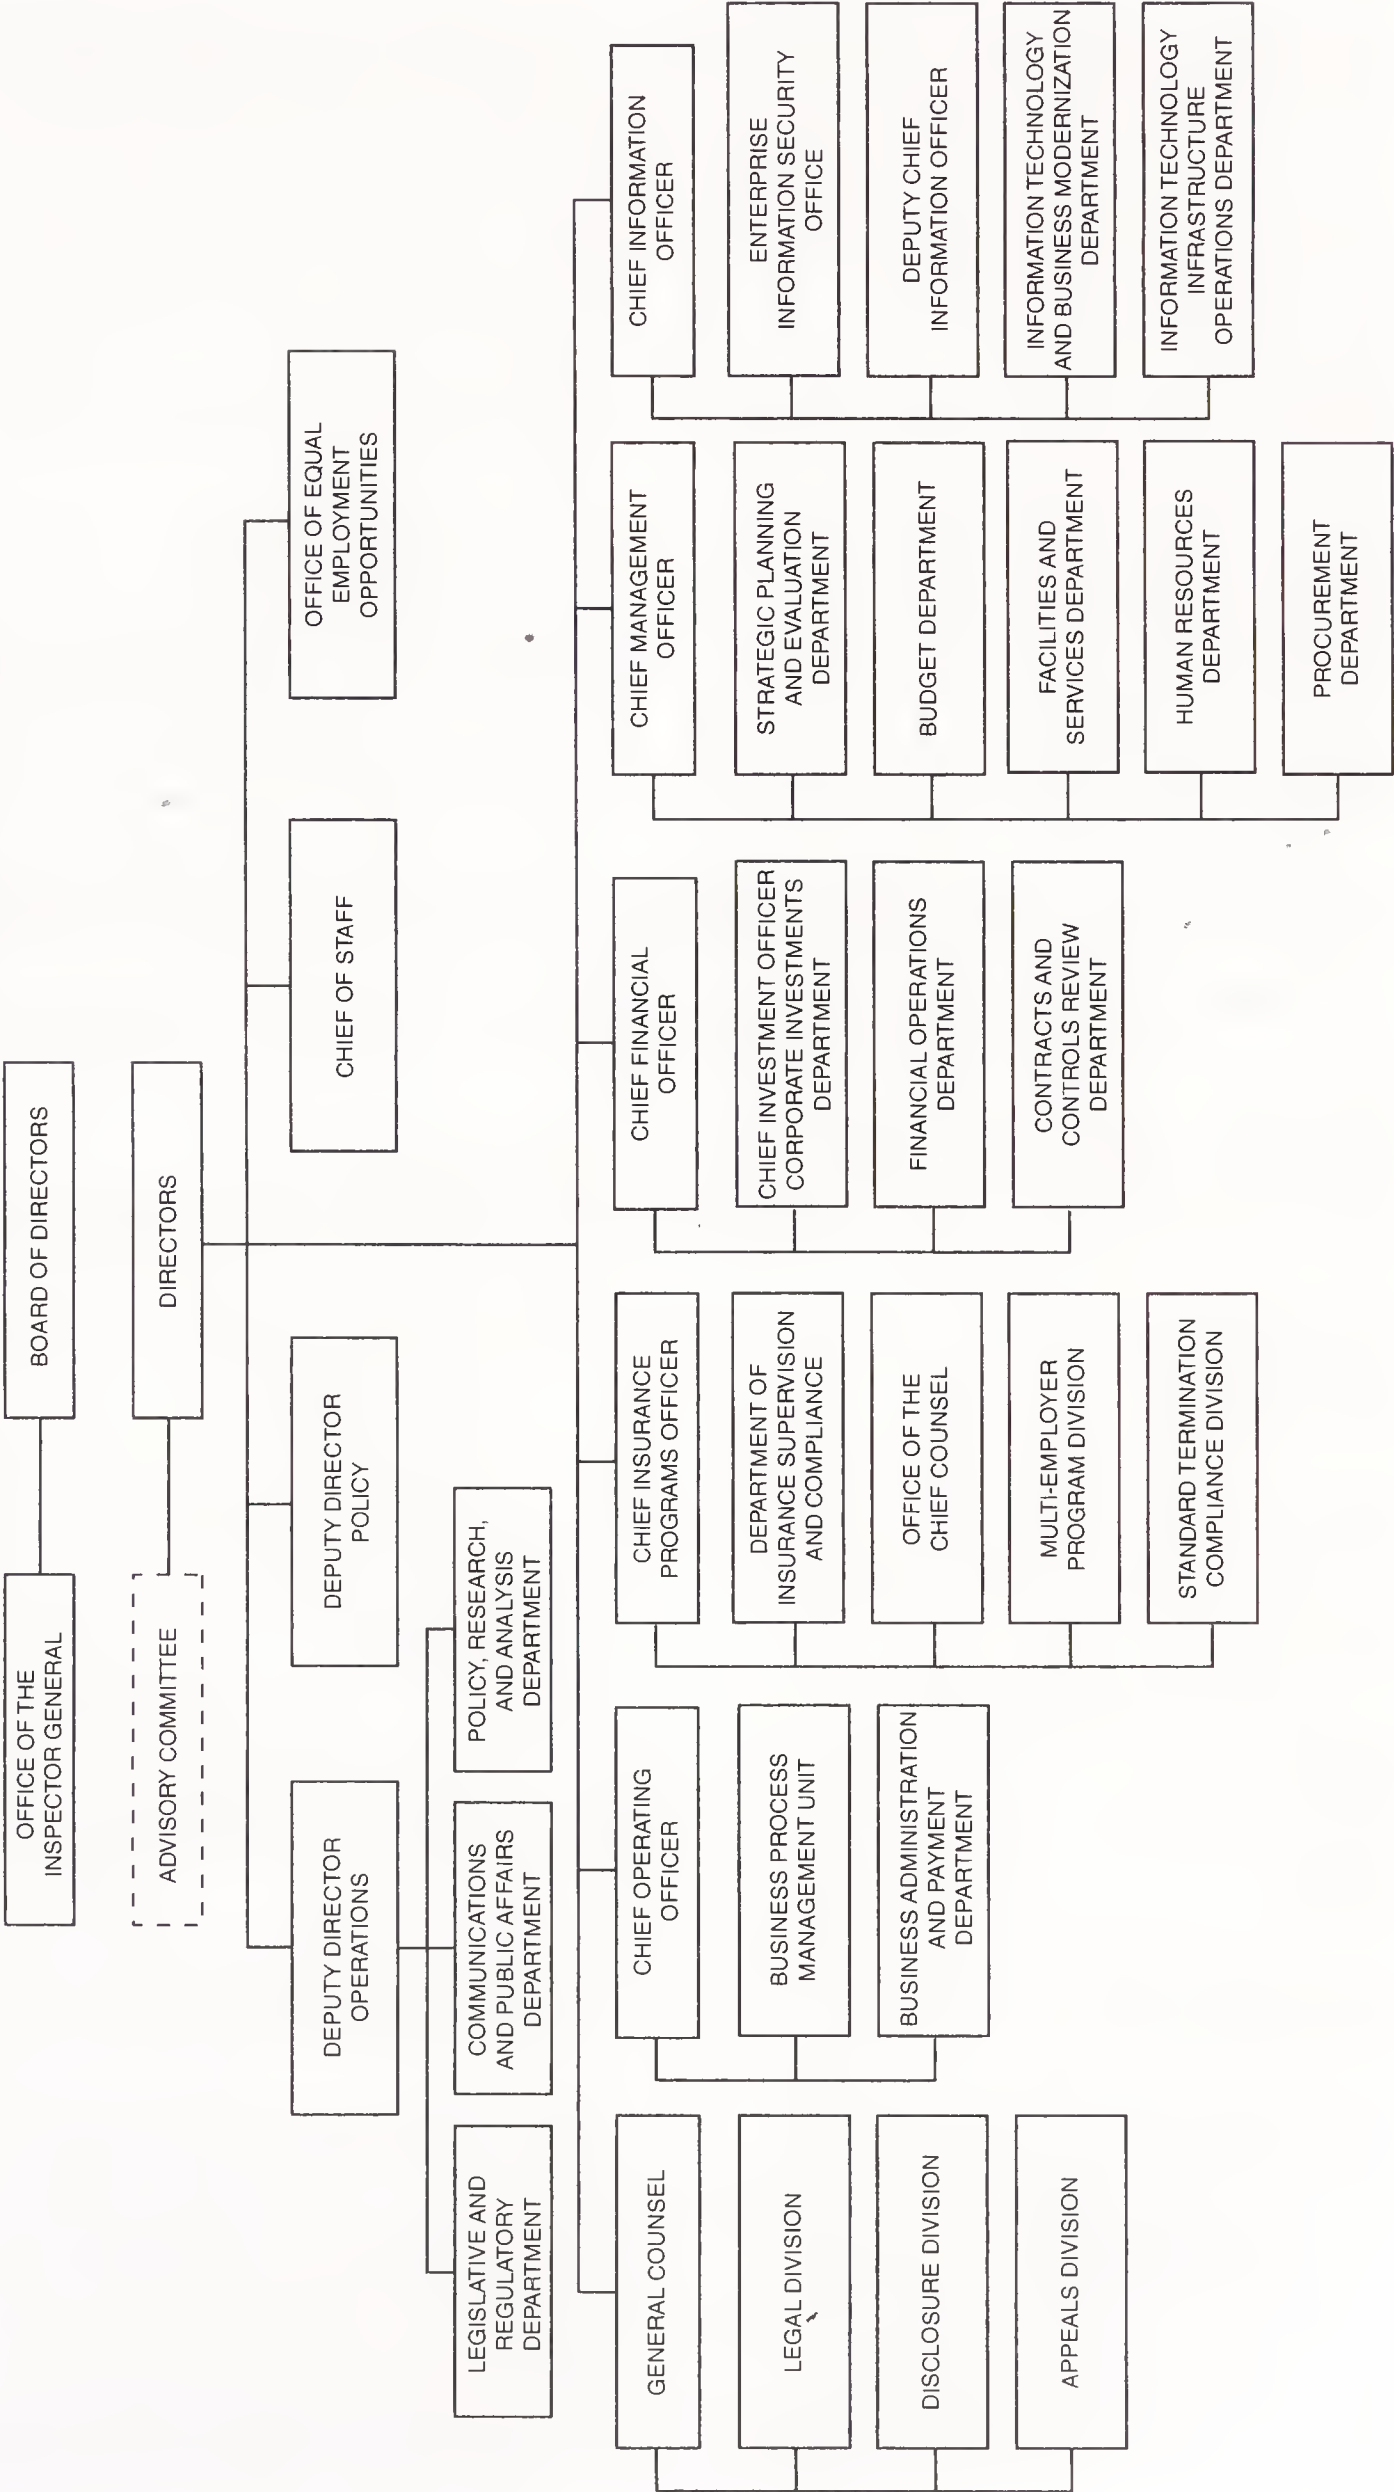 OFFICE OF THE
INSPECTOR GENERAL
BOARD OF DIRECTORS
ADVISORY COMMITTEE
DIRECTORS
DEPUTY DIRECTOR
OPERATIONS
DEPUTY DIRECTOR
POLICY
CHIEF OF STAFF
OFFICE OF EQUAL
EMPLOYMENT
OPPORTUNITIES
LEGISLATIVE AND
REGULATORY
DEPARTMENT
COMMUNICATIONS
AND PUBLIC AFFAIRS
DEPARTMENT
POLICY, RESEARCH,
AND ANALYSIS
DEPARTMENT
GENERAL COUNSEL
LEGAL DIVISION
DISCLOSURE DIVISION
APPEALS DIVISION
CHIEF OPERATING
OFFICER
BUSINESS PROCESS
MANAGEMENT UNIT
BUSINESS ADMINISTRATION
AND PAYMENT
DEPARTMENT
CHIEF INSURANCE
PROGRAMS OFFICER
DEPARTMENT OF
INSURANCE SUPERVISION
AND COMPLIANCE
OFFICE OF THE
CHIEF COUNSEL
MULTI-EMPLOYER
PROGRAM DIVISION
STANDARD TERMINATION
COMPLIANCE DIVISION
CHIEF FINANCIAL
OFFICER
CHIEF INVESTMENT OFFICER
CORPORATE INVESTMENTS
DEPARTMENT
FINANCIAL OPERATIONS
DEPARTMENT
CONTRACTS AND
CONTROLS REVIEW
DEPARTMENT
CHIEF MANAGEMENT
OFFICER
STRATEGIC PLANNING
AND EVALUATION
DEPARTMENT
BUDGET DEPARTMENT
FACILITIES AND
SERVICES DEPARTMENT
HUMAN RESOURCES
DEPARTMENT
PROCUREMENT
DEPARTMENT
CHIEF INFORMATION
OFFICER
ENTERPRISE
INFORMATION SECURITY
OFFICE
DEPUTY CHIEF
INFORMATION OFFICER
INFORMATION TECHNOLOGY
AND BUSINESS MODERNIZATION
DEPARTMENT
INFORMATION TECHNOLOGY
INFRASTRUCTURE
OPERATIONS DEPARTMENT